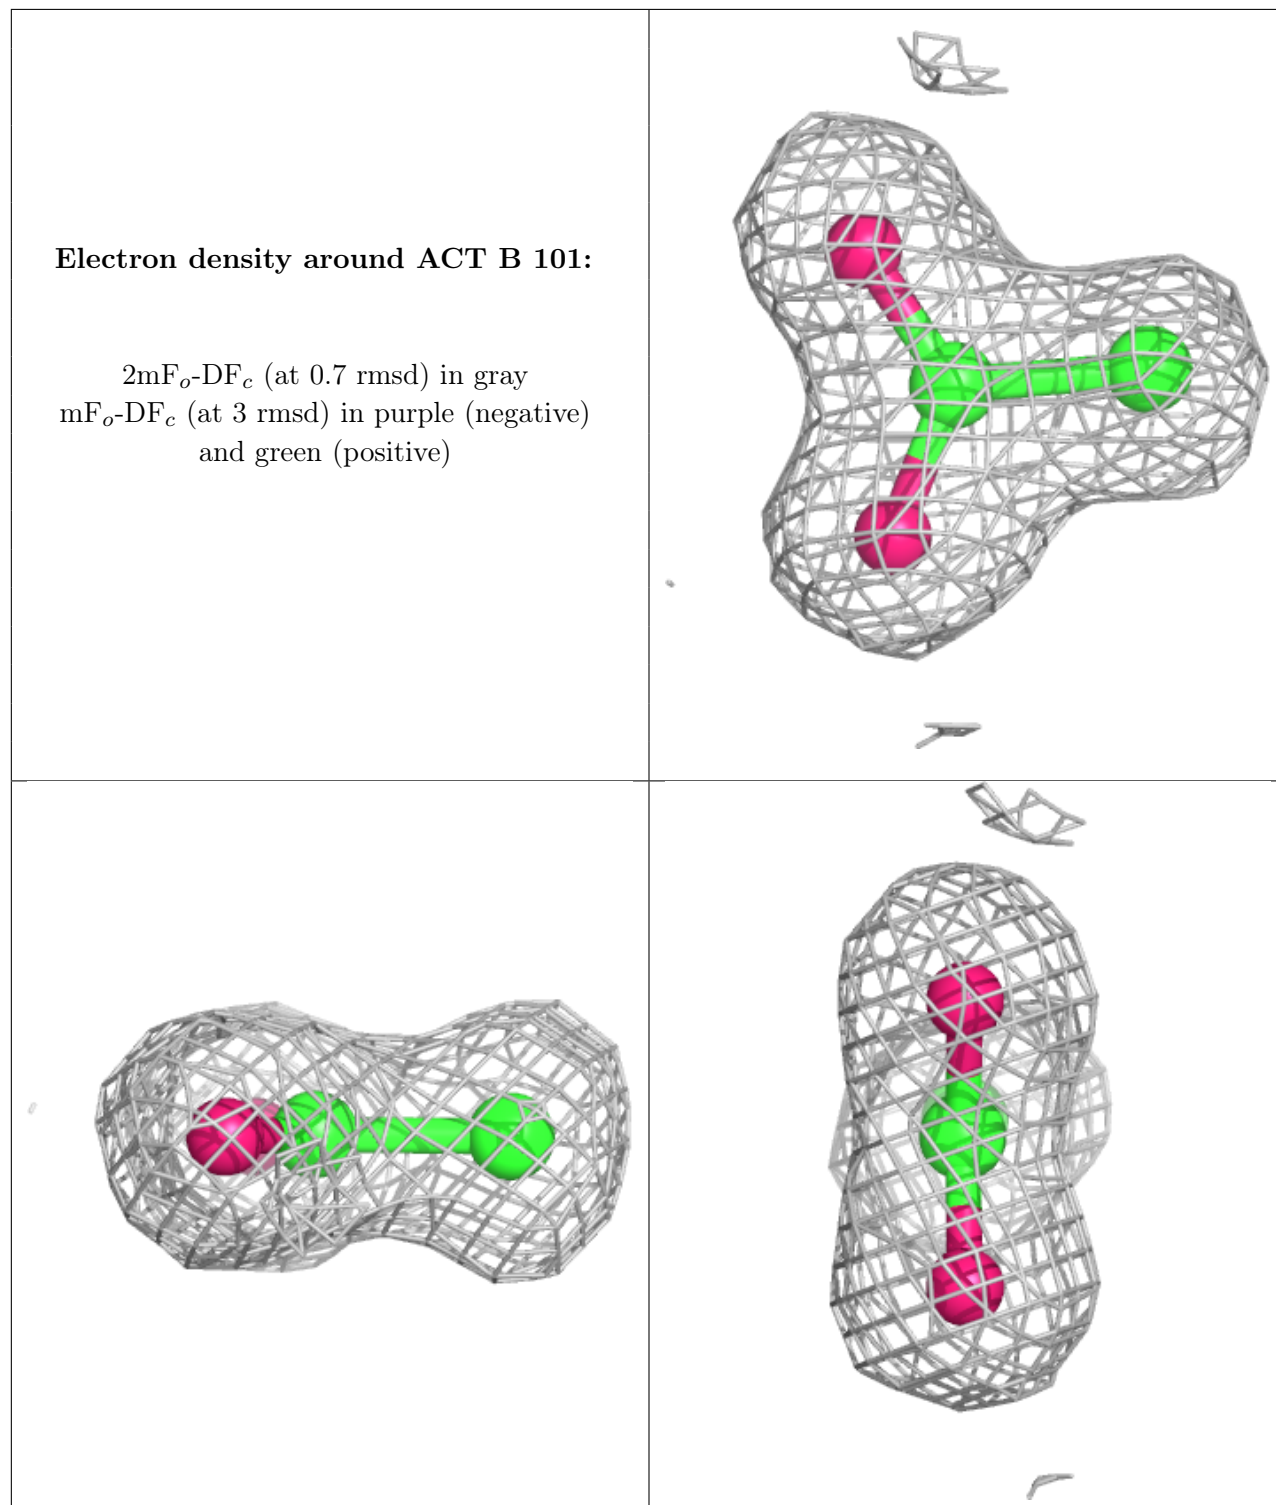 Electron density around ACT B 101:
2mFo-DFc (at 0.7 rmsd) in gray
mFo-DFc (at 3 rmsd) in purple (negative)
and green (positive)